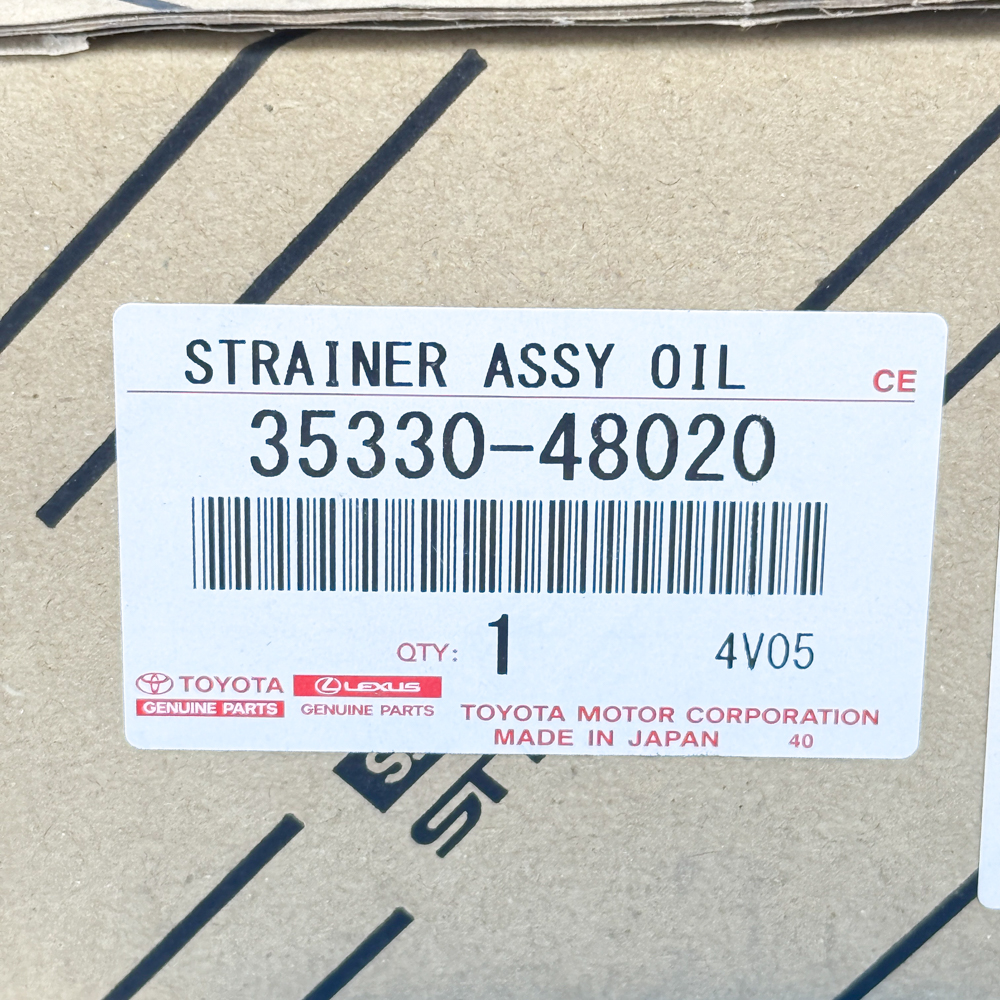 STRAINER ASSY OIL
CE
35330-48020
QTY: 1 4V05
TOYOTA LEXUS
GENUINE PARTS GENUINE PARTS
TOYOTA MOTOR CORPORATION
MADE IN JAPAN 40